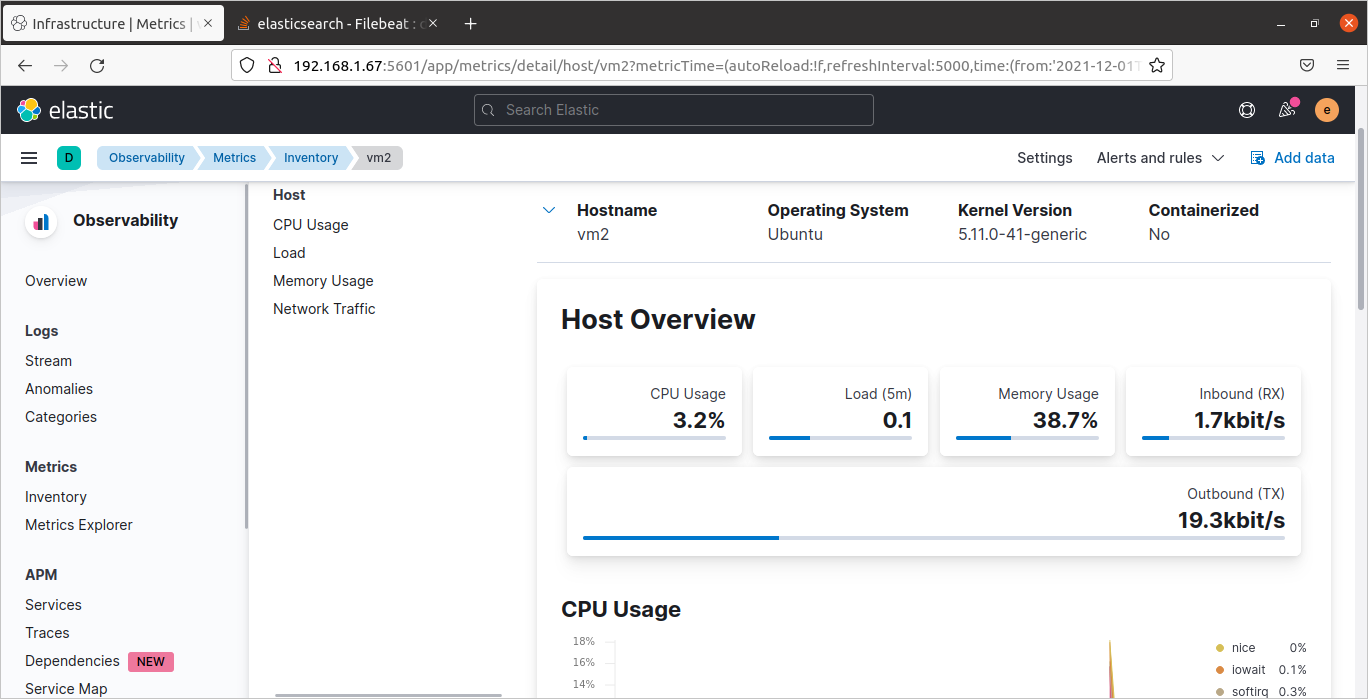 Infrastructure | Metrics |
elasticsearch - Filebeat :
192.168.1.67:5601/app/metrics/detail/host/vm2?metricTime=(autoReload:!f,refreshInterval:5000,time:(from:'2021-12-01T
elastic
Search Elastic
e
D
Observability
Metrics
Inventory
vm2
Settings
Alerts and rules
Add data
Observability
Overview
Logs
Stream
Anomalies
Categories
Metrics
Inventory
Metrics Explorer
APM
Services
Traces
Dependencies NEW
Service Map
Host
CPU Usage
Load
Memory Usage
Network Traffic
Hostname
vm2
Operating System
Ubuntu
Kernel Version
5.11.0-41-generic
Containerized
No
Host Overview
CPU Usage
3.2%
Load (5m)
0.1
Memory Usage
38.7%
Inbound (RX)
1.7kbit/s
Outbound (TX)
19.3kbit/s
CPU Usage
18%
16%
14%
nice 0%
iowait 0.1%
softirq 0.3%